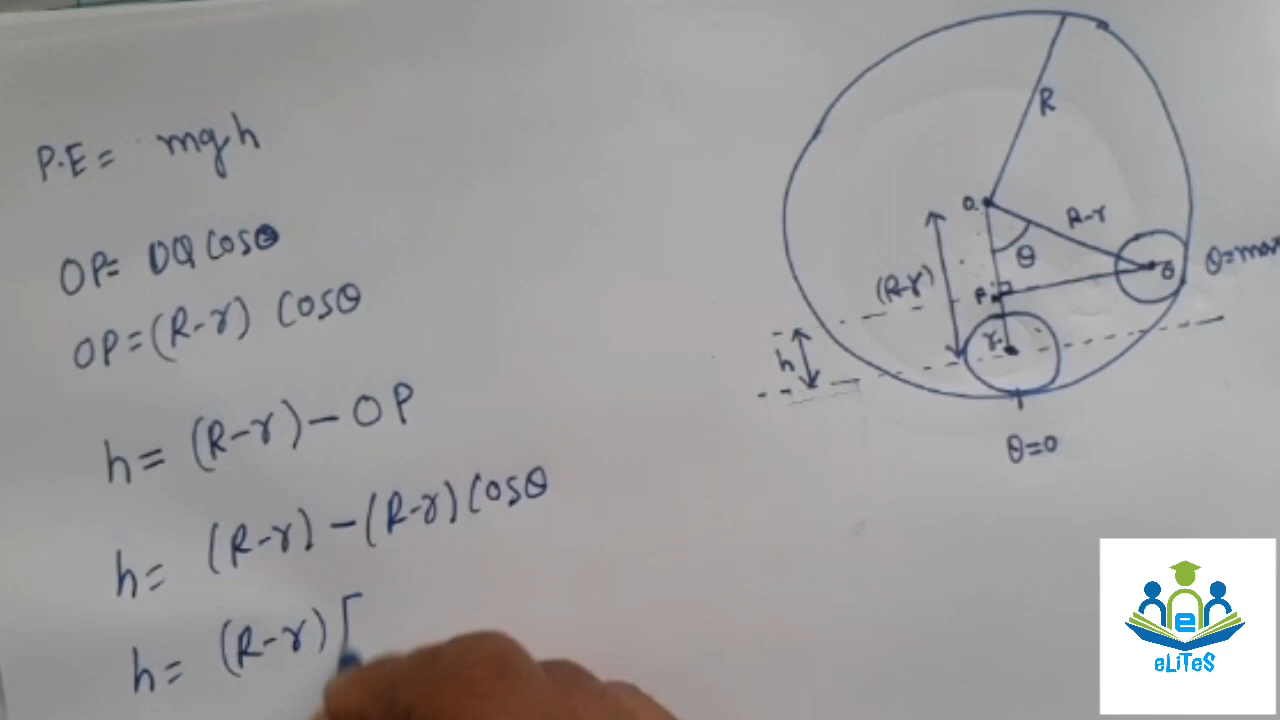 P.E = mgh
OP = OQ Cosθ
OP = (R-r) Cosθ
h = (R-r) - OP
h = (R-r) - (R-r) Cosθ
h = (R-r) [
R
O
R-r
θ
(R-r)
P
Q
θ=max
r
h
θ=0
e
eLiTeS